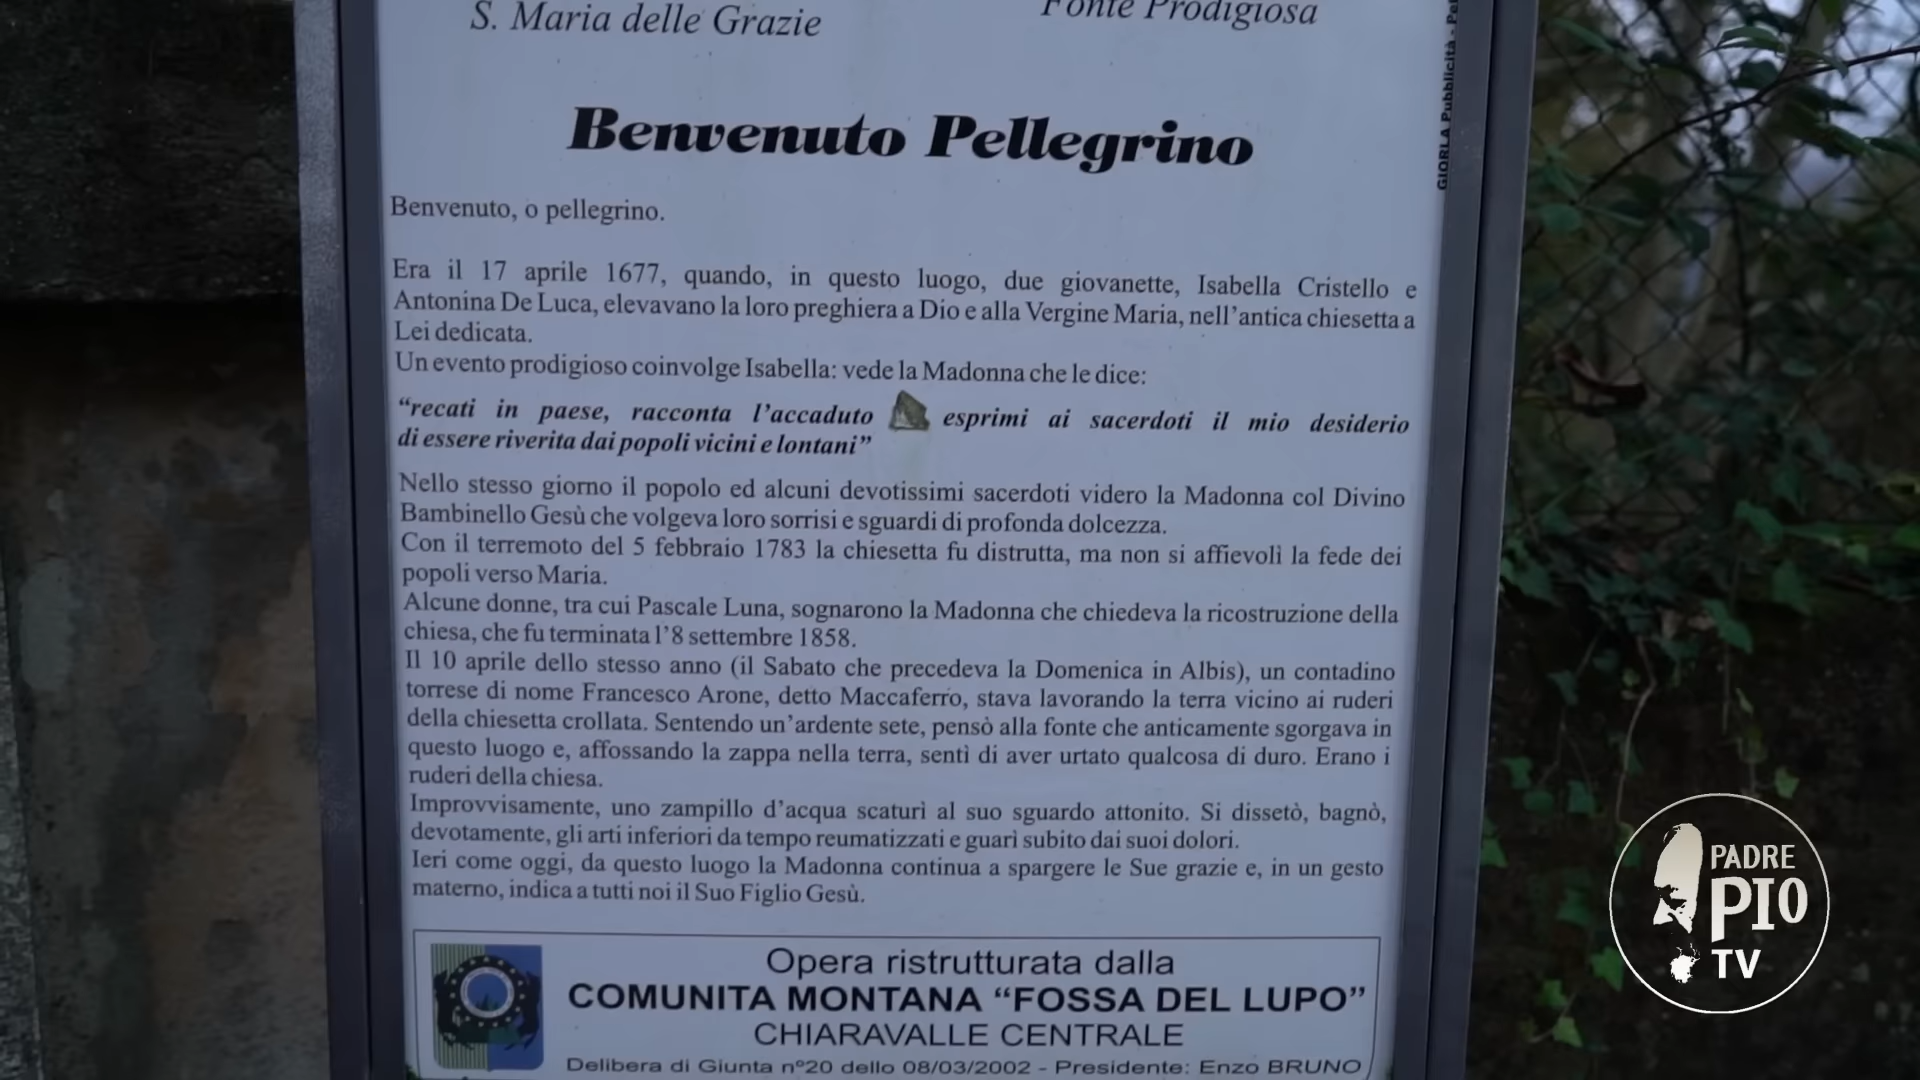 S. Maria delle Grazie
Fonte Prodigiosa
GIORLA Pubblicità
Benvenuto Pellegrino
Benvenuto, o pellegrino.
Era il 17 aprile 1677, quando, in questo luogo, due giovanette, Isabella Cristello e
Antonina De Luca, elevavano la loro preghiera a Dio e alla Vergine Maria, nell'antica chiesetta a
Lei dedicata.
Un evento prodigioso coinvolge Isabella: vede la Madonna che le dice:
“recati in paese, racconta l'accaduto esprimi ai sacerdoti il mio desiderio
di essere riverita dai popoli vicini e lontani”
Nello stesso giorno il popolo ed alcuni devotissimi sacerdoti videro la Madonna col Divino
Bambinello Gesù che volgeva loro sorrisi e sguardi di profonda dolcezza.
Con il terremoto del 5 febbraio 1783 la chiesetta fu distrutta, ma non si affievolì la fede dei
popoli verso Maria.
Alcune donne, tra cui Pascale Luna, sognarono la Madonna che chiedeva la ricostruzione della
chiesa, che fu terminata l'8 settembre 1858.
Il 10 aprile dello stesso anno (il Sabato che precedeva la Domenica in Albis), un contadino
torrese di nome Francesco Arone, detto Maccaferro, stava lavorando la terra vicino ai ruderi
della chiesetta crollata. Sentendo un'ardente sete, pensò alla fonte che anticamente sgorgava in
questo luogo e, affossando la zappa nella terra, sentì di aver urtato qualcosa di duro. Erano i
ruderi della chiesa.
Improvvisamente, uno zampillo d'acqua scaturì al suo sguardo attonito. Si dissetò, bagnò,
devotamente, gli arti inferiori da tempo reumatizzati e guarì subito dai suoi dolori.
Ieri come oggi, da questo luogo la Madonna continua a spargere le Sue grazie e, in un gesto
materno, indica a tutti noi il Suo Figlio Gesù.
Opera ristrutturata dalla
COMUNITA MONTANA “FOSSA DEL LUPO”
CHIARAVALLE CENTRALE
Delibera di Giunta n°20 dello 08/03/2002 - Presidente: Enzo BRUNO
PADRE
PIO
TV